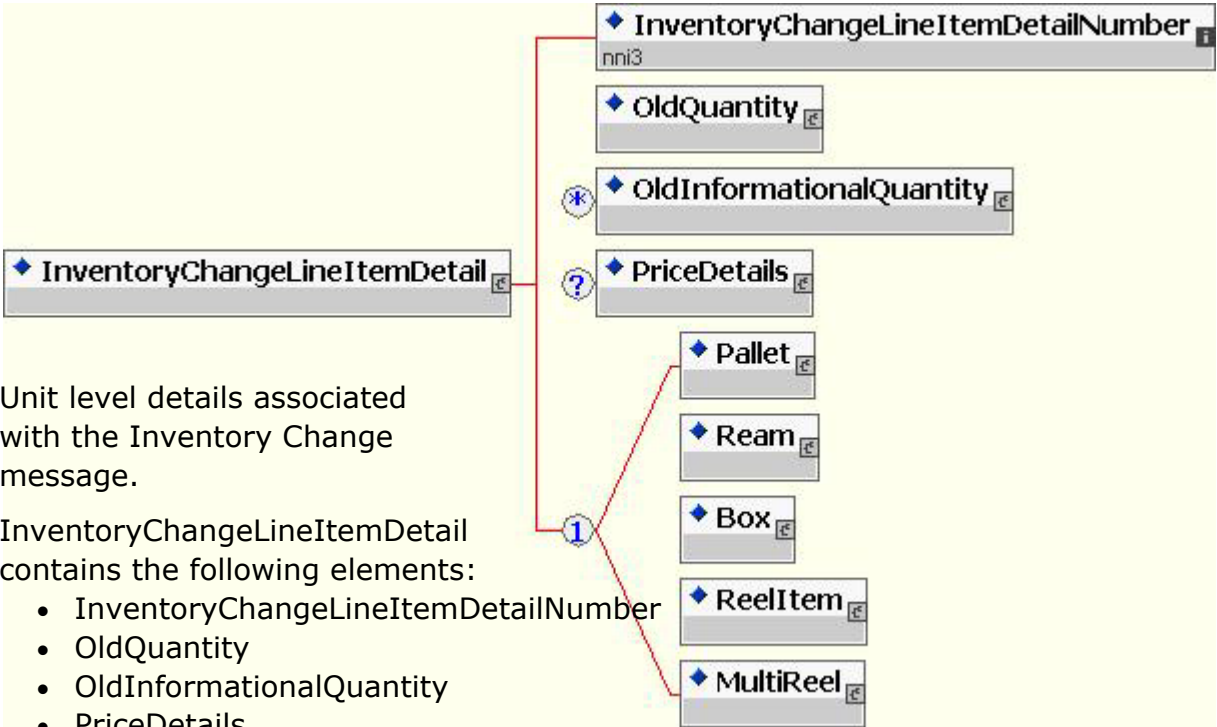 InventoryChangeLineItemDetailNumber
nni3
OldQuantity
*
OldInformationalQuantity
InventoryChangeLineItemDetail
?
PriceDetails
Pallet
Ream
1
Box
ReelItem
MultiReel
Unit level details associated
with the Inventory Change
message.
InventoryChangeLineItemDetail
contains the following elements:
• InventoryChangeLineItemDetailNumber
• OldQuantity
• OldInformationalQuantity
• PriceDetails